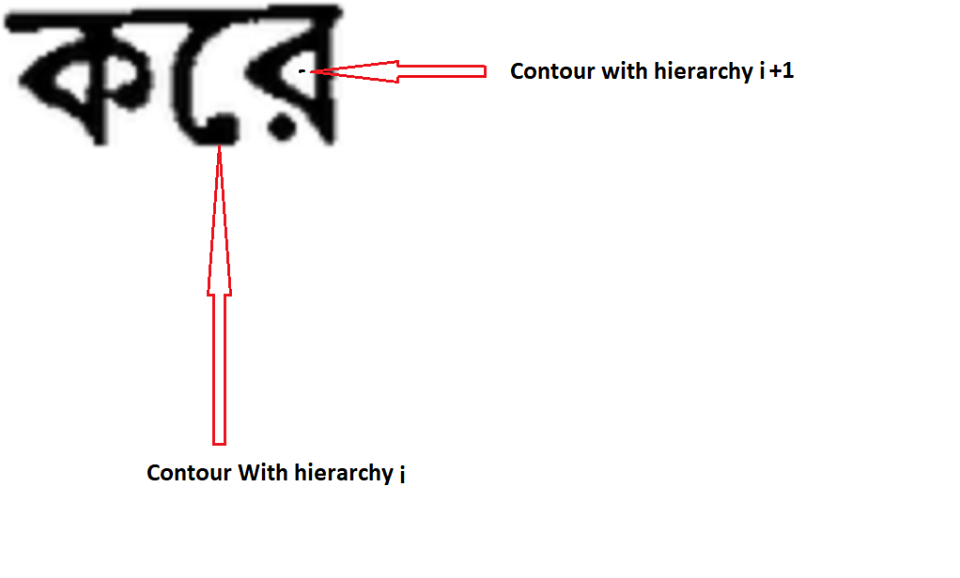 করে
Contour with hierarchy i +1
Contour With hierarchy i